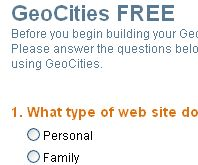 GeoCities FREE
Before you begin building your Geo
Please answer the questions belo
using GeoCities.
1. What type of web site do
Personal
Family